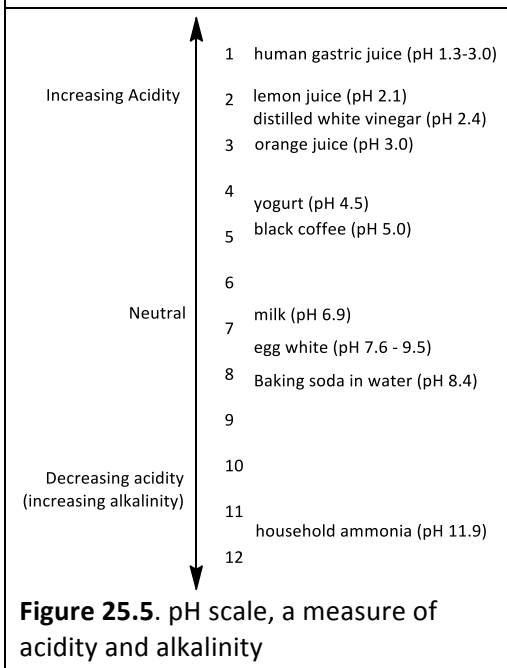 1 human gastric juice (pH 1.3-3.0)
Increasing Acidity
2 lemon juice (pH 2.1)
distilled white vinegar (pH 2.4)
3 orange juice (pH 3.0)
4
yogurt (pH 4.5)
5 black coffee (pH 5.0)
6
Neutral
7 milk (pH 6.9)
egg white (pH 7.6 - 9.5)
8 Baking soda in water (pH 8.4)
9
10
Decreasing acidity
(increasing alkalinity)
11
household ammonia (pH 11.9)
12
Figure 25.5. pH scale, a measure of
acidity and alkalinity